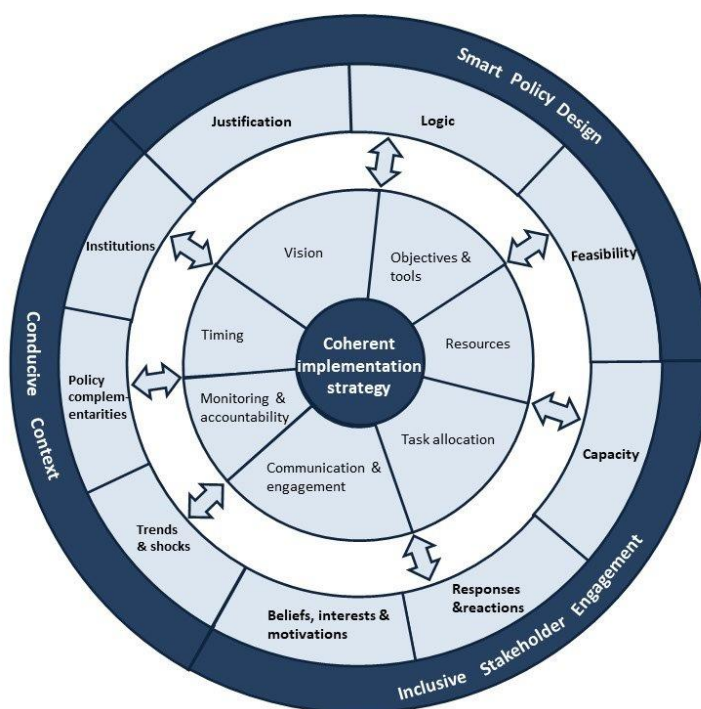 Smart Policy Design
Justification
Logic
Feasibility
Institutions
Vision
Objectives &
tools
Timing
Coherent
implementation
strategy
Resources
Conducive Context
Policy
complem-
entarities
Monitoring &
accountability
Task allocation
Capacity
Communication &
engagement
Trends
& shocks
Responses
&reactions
Beliefs, interests &
motivations
Inclusive Stakeholder Engagement